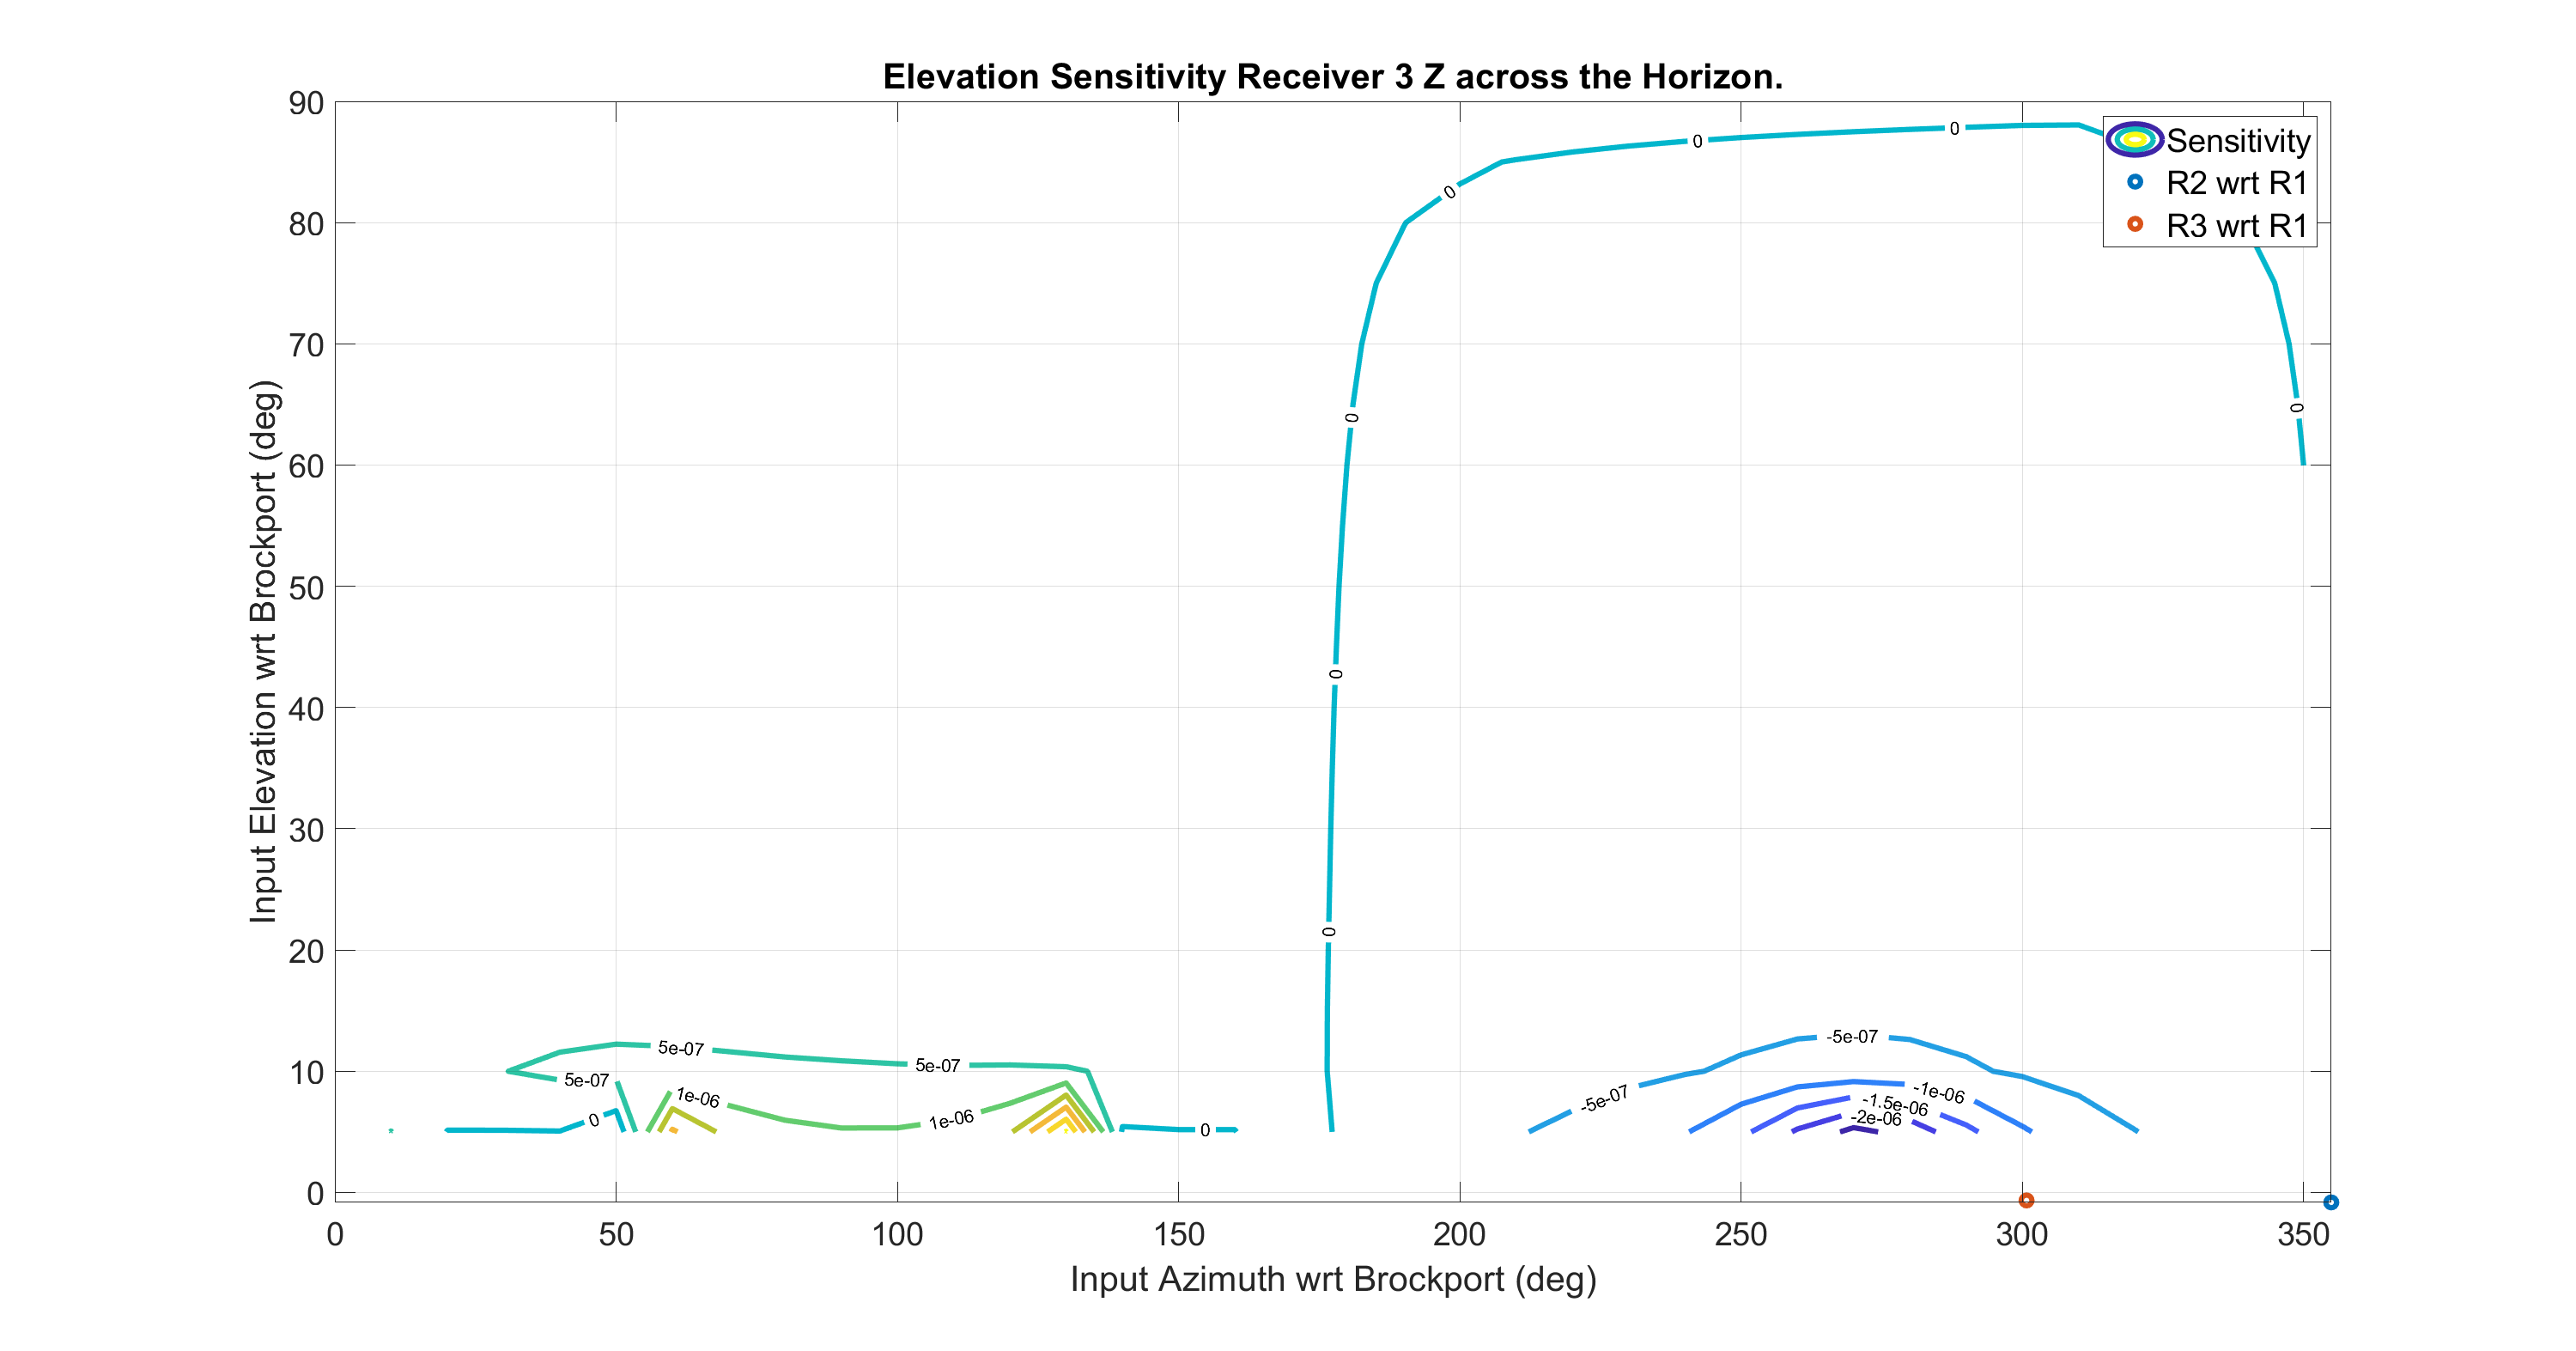 Elevation Sensitivity Receiver 3 Z across the Horizon.
Input Elevation wrt Brockport (deg)
90
80
70
60
50
40
30
20
10
0
Sensitivity
R2 wrt R1
R3 wrt R1
0
0
0
0
0
0
0
5e-07
5e-07
5e-07
1e-06
1e-06
0
0
-5e-07
-5e-07
-1e-06
-1.5e-06
-2e-06
0
50
100
150
200
250
300
350
Input Azimuth wrt Brockport (deg)